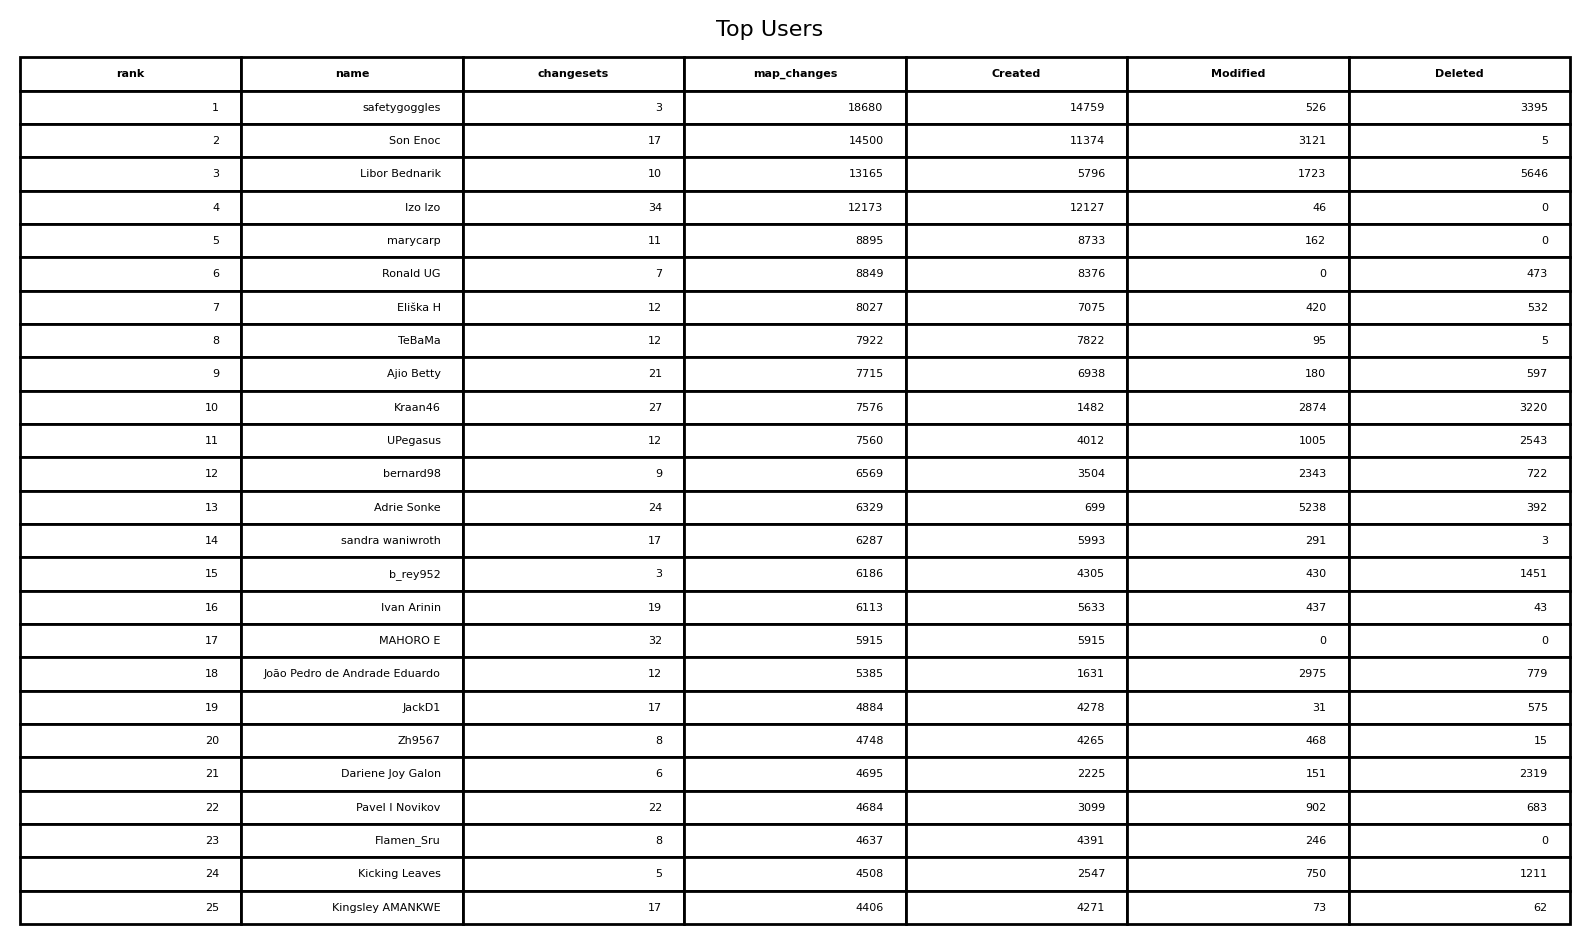 Top Users
rank name changesets map_changes Created Modified Deleted
1 safetygoggles 3 18680 14759 526 3395
2 Son Enoc 17 14500 11374 3121 5
3 Libor Bednarik 10 13165 5796 1723 5646
4 Izo Izo 34 12173 12127 46 0
5 marycarp 11 8895 8733 162 0
6 Ronald UG 7 8849 8376 0 473
7 Eliška H 12 8027 7075 420 532
8 TeBaMa 12 7922 7822 95 5
9 Ajio Betty 21 7715 6938 180 597
10 Kraan46 27 7576 1482 2874 3220
11 UPegasus 12 7560 4012 1005 2543
12 bernard98 9 6569 3504 2343 722
13 Adrie Sonke 24 6329 699 5238 392
14 sandra waniwroth 17 6287 5993 291 3
15 b_rey952 3 6186 4305 430 1451
16 Ivan Arinin 19 6113 5633 437 43
17 MAHORO E 32 5915 5915 0 0
18 João Pedro de Andrade Eduardo 12 5385 1631 2975 779
19 JackD1 17 4884 4278 31 575
20 Zh9567 8 4748 4265 468 15
21 Dariene Joy Galon 6 4695 2225 151 2319
22 Pavel I Novikov 22 4684 3099 902 683
23 Flamen_Sru 8 4637 4391 246 0
24 Kicking Leaves 5 4508 2547 750 1211
25 Kingsley AMANKWE 17 4406 4271 73 62